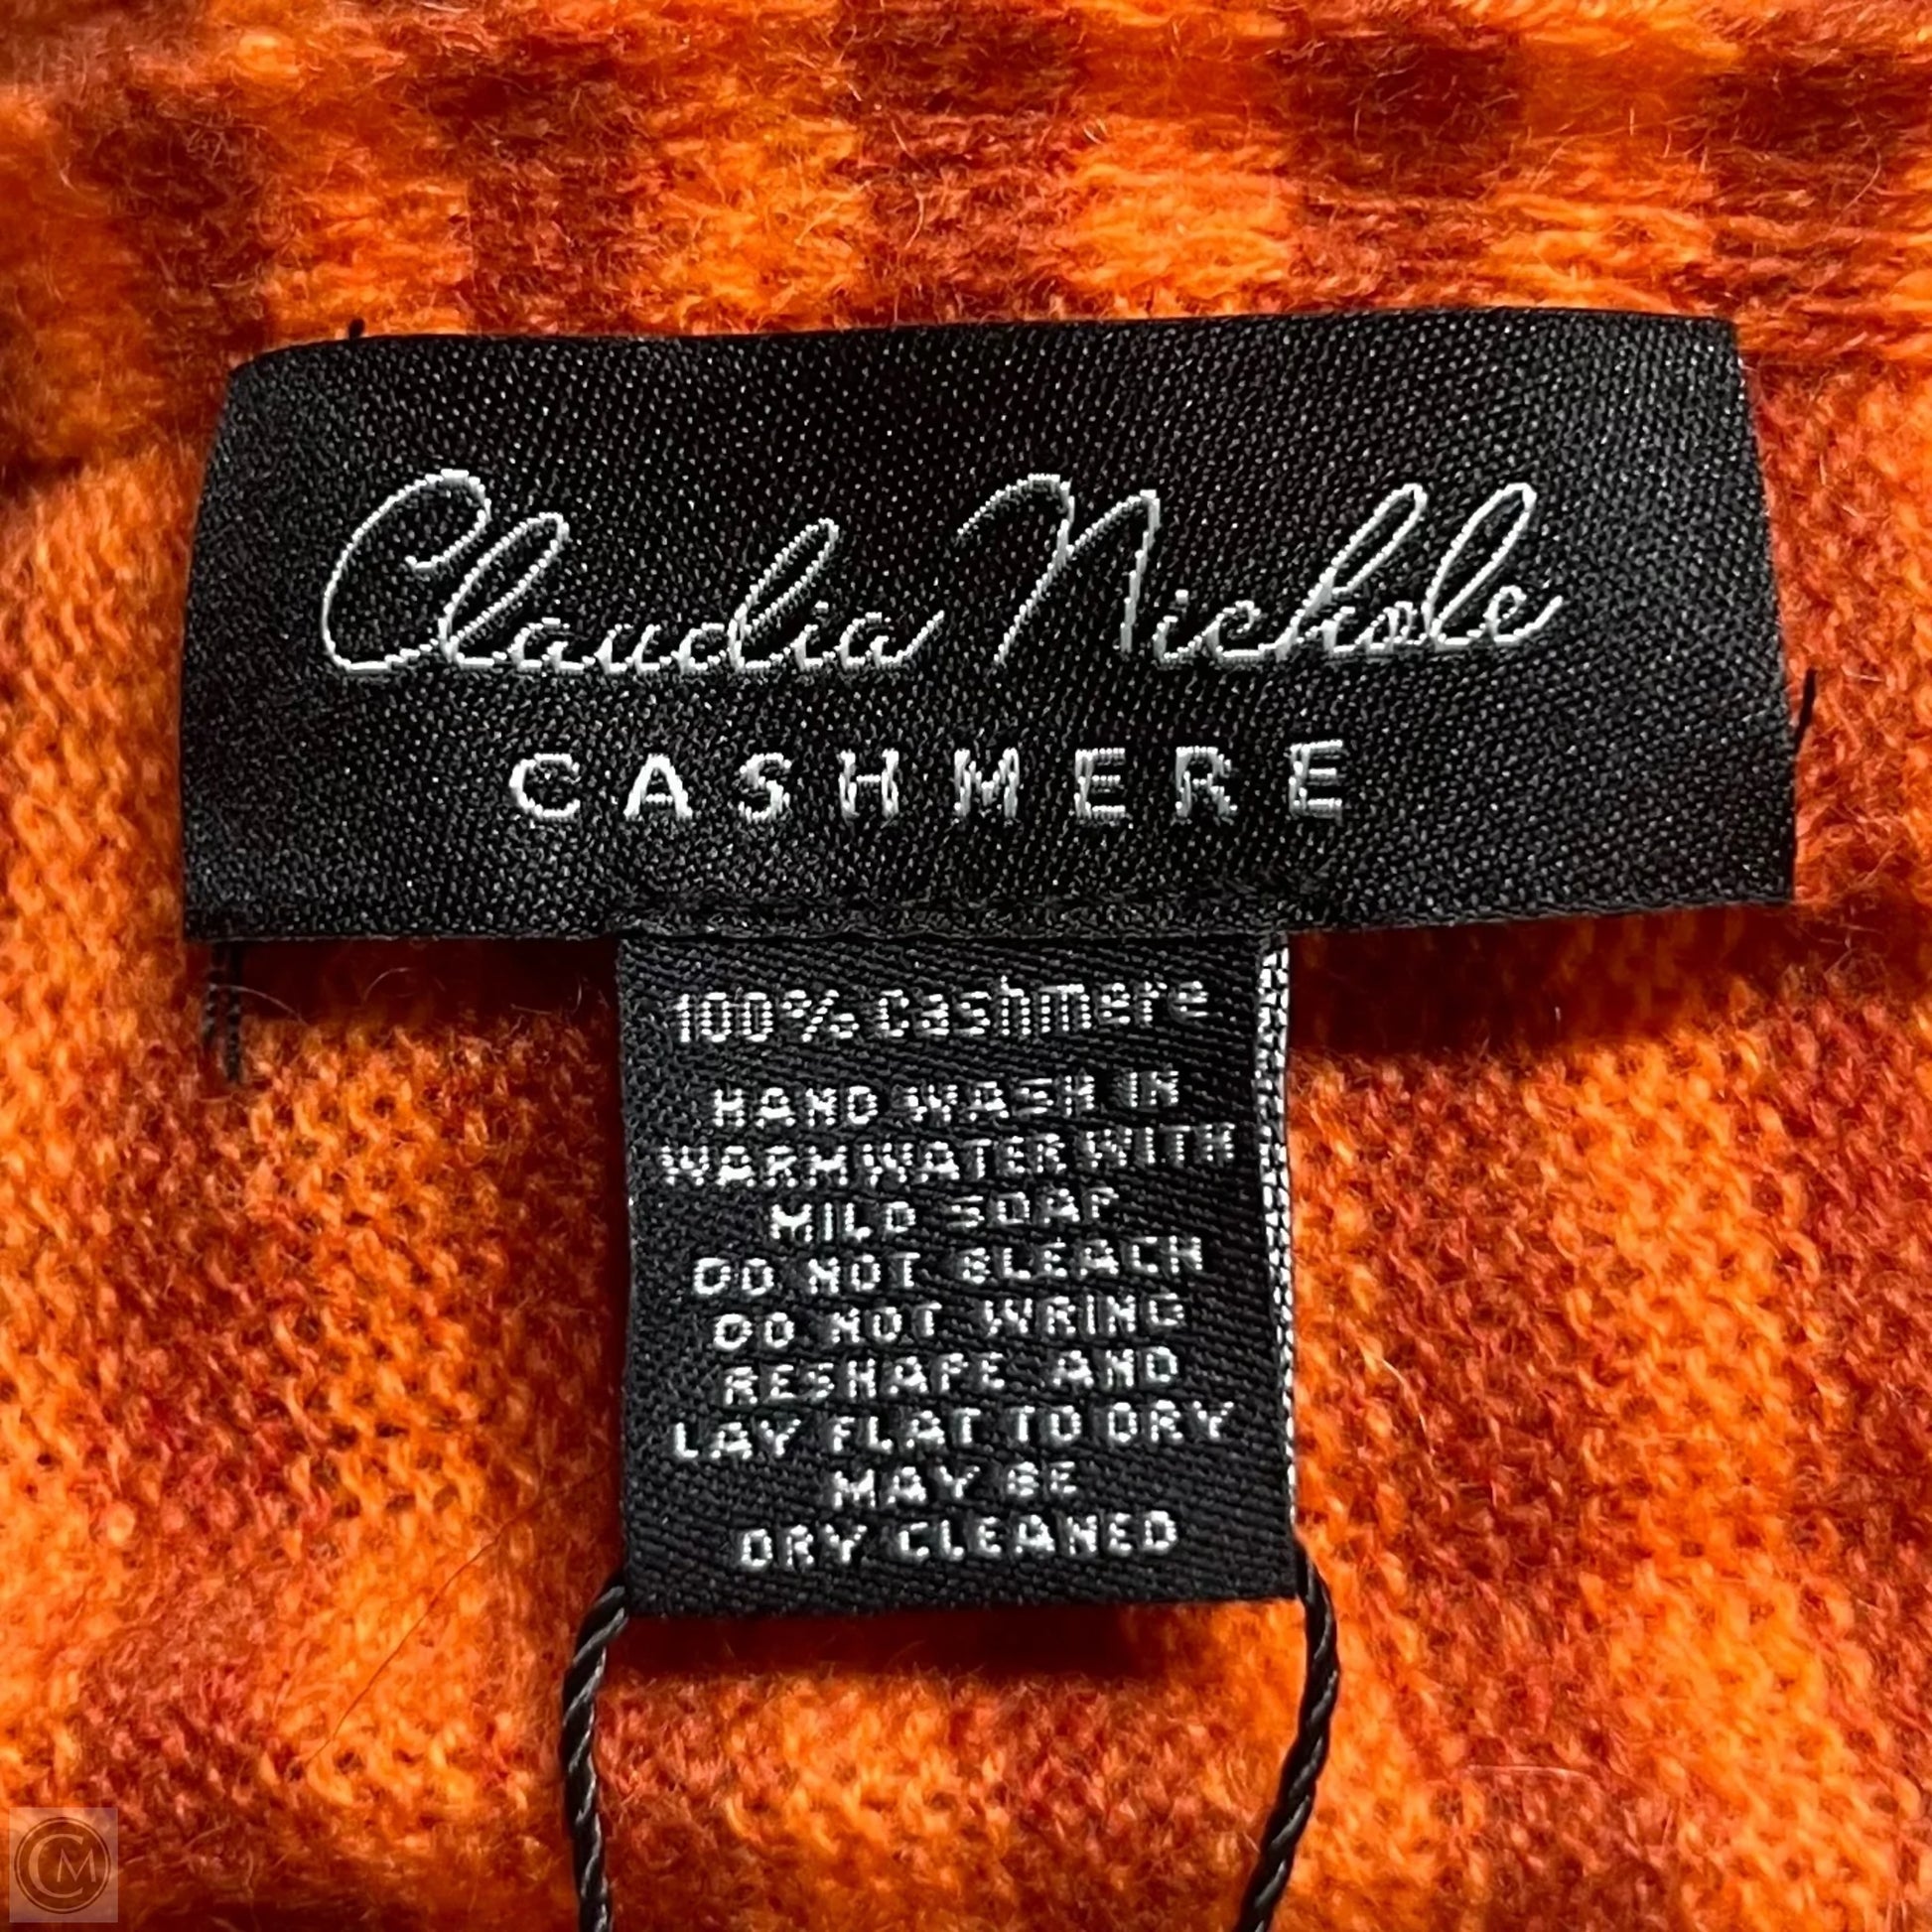 Claudia Nichole
CASHMERE
100% Cashmere
HAND WASH IN
WARM WATER WITH
MILD SOAP
DO NOT BLEACH
DO NOT WRING
RESHAPE AND
LAY FLAT TO DRY
MAY BE
DRY CLEANED
CM